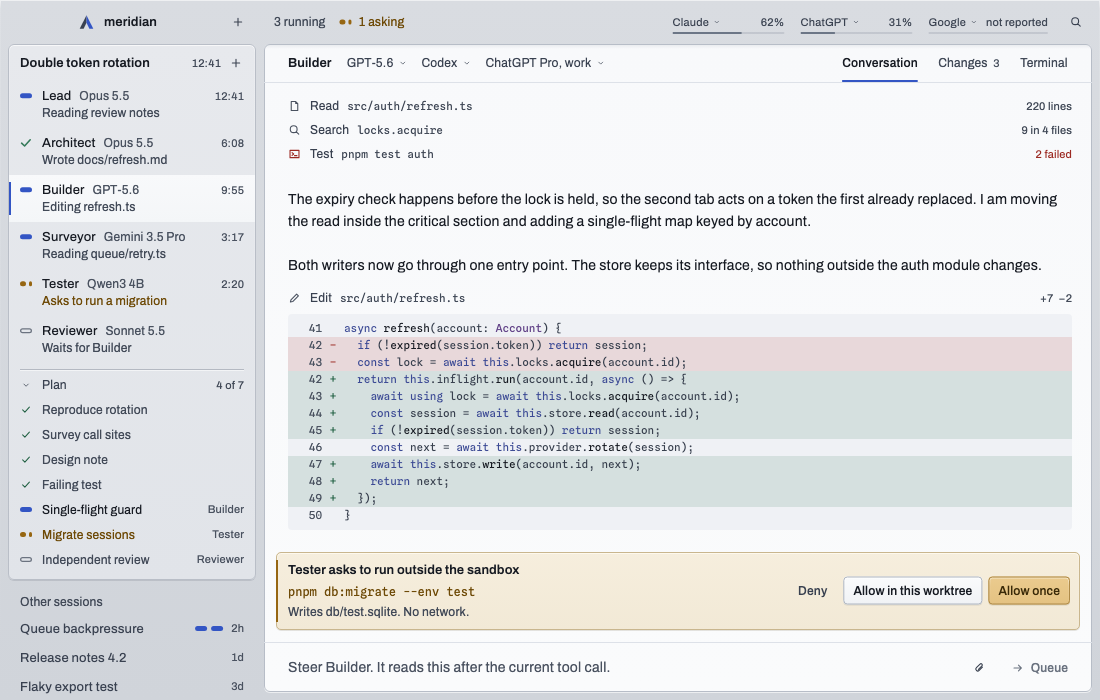 meridian +
3 running 1 asking
Claude 62% ChatGPT 31% Google not reported
Double token rotation 12:41 +
Lead Opus 5.5 12:41
Reading review notes
Architect Opus 5.5 6:08
Wrote docs/refresh.md
Builder GPT-5.6 9:55
Editing refresh.ts
Surveyor Gemini 3.5 Pro 3:17
Reading queue/retry.ts
Tester Qwen3 4B 2:20
Asks to run a migration
Reviewer Sonnet 5.5
Waits for Builder
Plan 4 of 7
Reproduce rotation
Survey call sites
Design note
Failing test
Single-flight guard Builder
Migrate sessions Tester
Independent review Reviewer
Other sessions
Queue backpressure 2h
Release notes 4.2 1d
Flaky export test 3d
Builder GPT-5.6 Codex ChatGPT Pro, work
Conversation Changes 3 Terminal
Read src/auth/refresh.ts 220 lines
Search locks.acquire 9 in 4 files
Test pnpm test auth 2 failed
The expiry check happens before the lock is held, so the second tab acts on a token the first already replaced. I am moving
the read inside the critical section and adding a single-flight map keyed by account.
Both writers now go through one entry point. The store keeps its interface, so nothing outside the auth module changes.
Edit src/auth/refresh.ts +7 −2
41 async refresh(account: Account) {
42 − if (!expired(session.token)) return session;
43 − const lock = await this.locks.acquire(account.id);
42 + return this.inflight.run(account.id, async () => {
43 + await using lock = await this.locks.acquire(account.id);
44 + const session = await this.store.read(account.id);
45 + if (!expired(session.token)) return session;
46 const next = await this.provider.rotate(session);
47 + await this.store.write(account.id, next);
48 + return next;
49 + });
50 }
Tester asks to run outside the sandbox
pnpm db:migrate --env test
Writes db/test.sqlite. No network.
Deny Allow in this worktree Allow once
Steer Builder. It reads this after the current tool call.
→ Queue